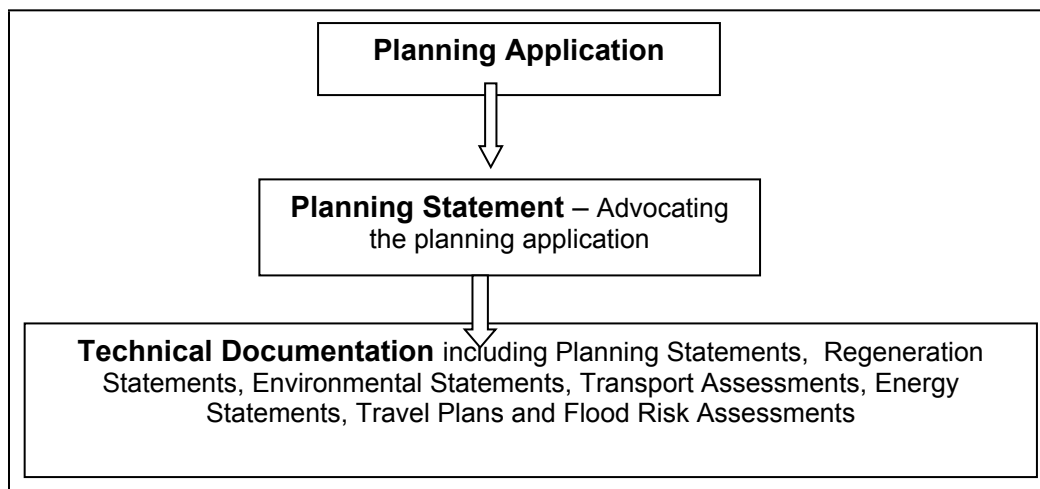 Planning Application
Planning Statement – Advocating
the planning application
Technical Documentation including Planning Statements, Regeneration
Statements, Environmental Statements, Transport Assessments, Energy
Statements, Travel Plans and Flood Risk Assessments